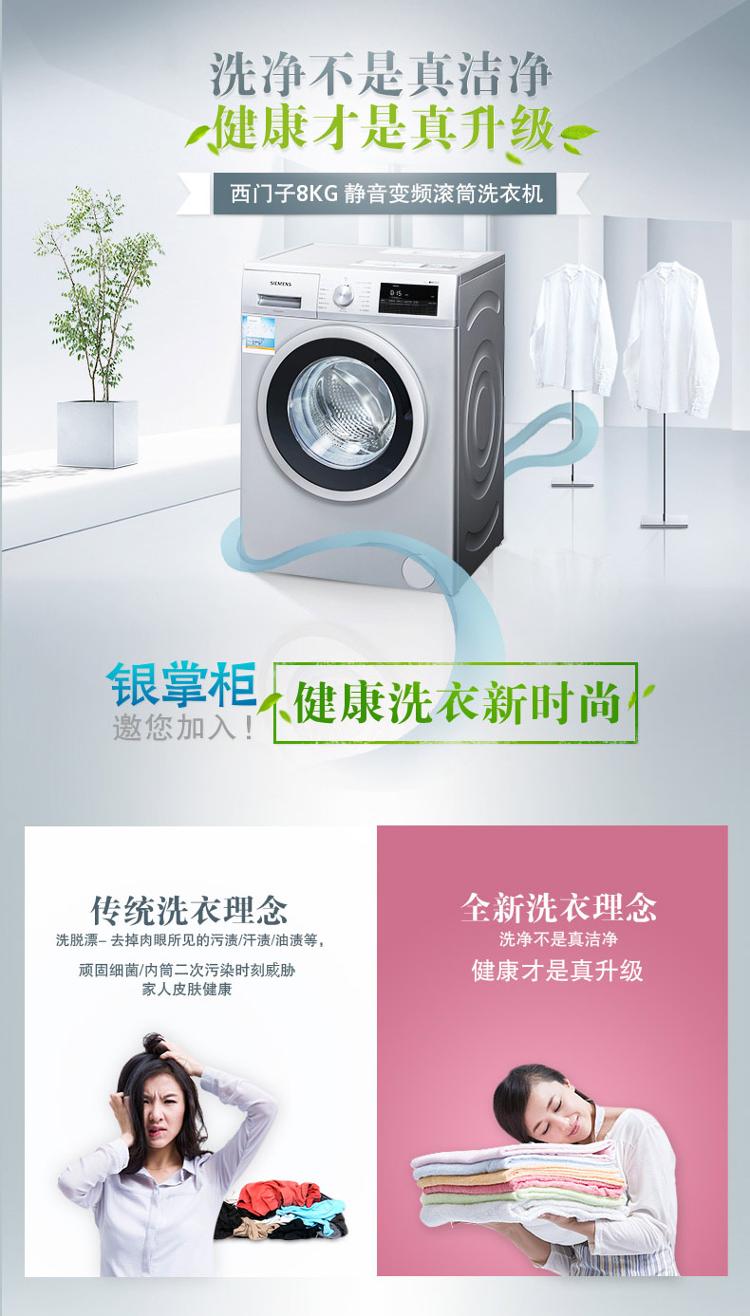 洗净不是真洁净
健康才是真升级
西门子8KG 静音变频滚筒洗衣机
SIEMENS
银掌柜
邀您加入！
健康洗衣新时尚
传统洗衣理念
洗脱漂– 去掉肉眼所见的污渍/汗渍/油渍等，
顽固细菌/内筒二次污染时刻威胁
家人皮肤健康
全新洗衣理念
洗净不是真洁净
健康才是真升级